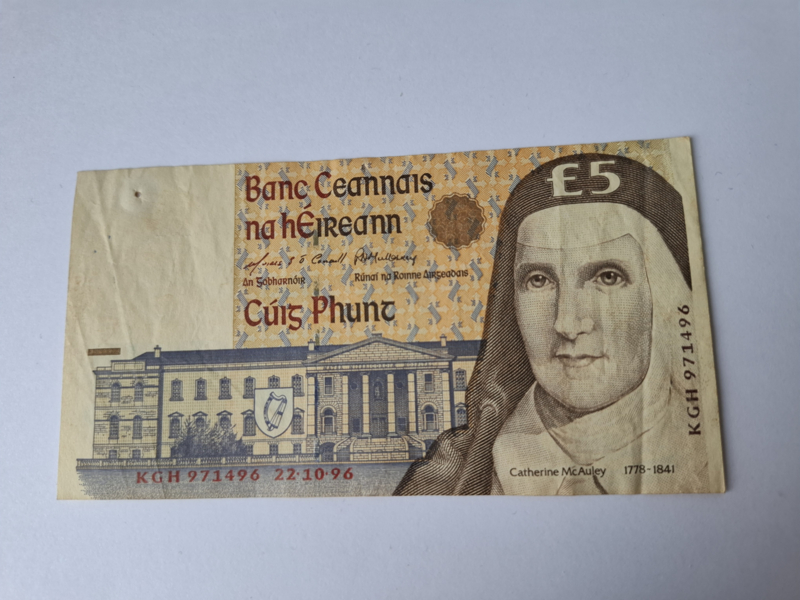 Banc Ceannais
na hÉireann
£5
An Gobharnóir
Rúnaí na Roinne Airgeadais
Cúig Phunt
KGH 971496
KGH 971496 22·10·96
Catherine McAuley 1778-1841